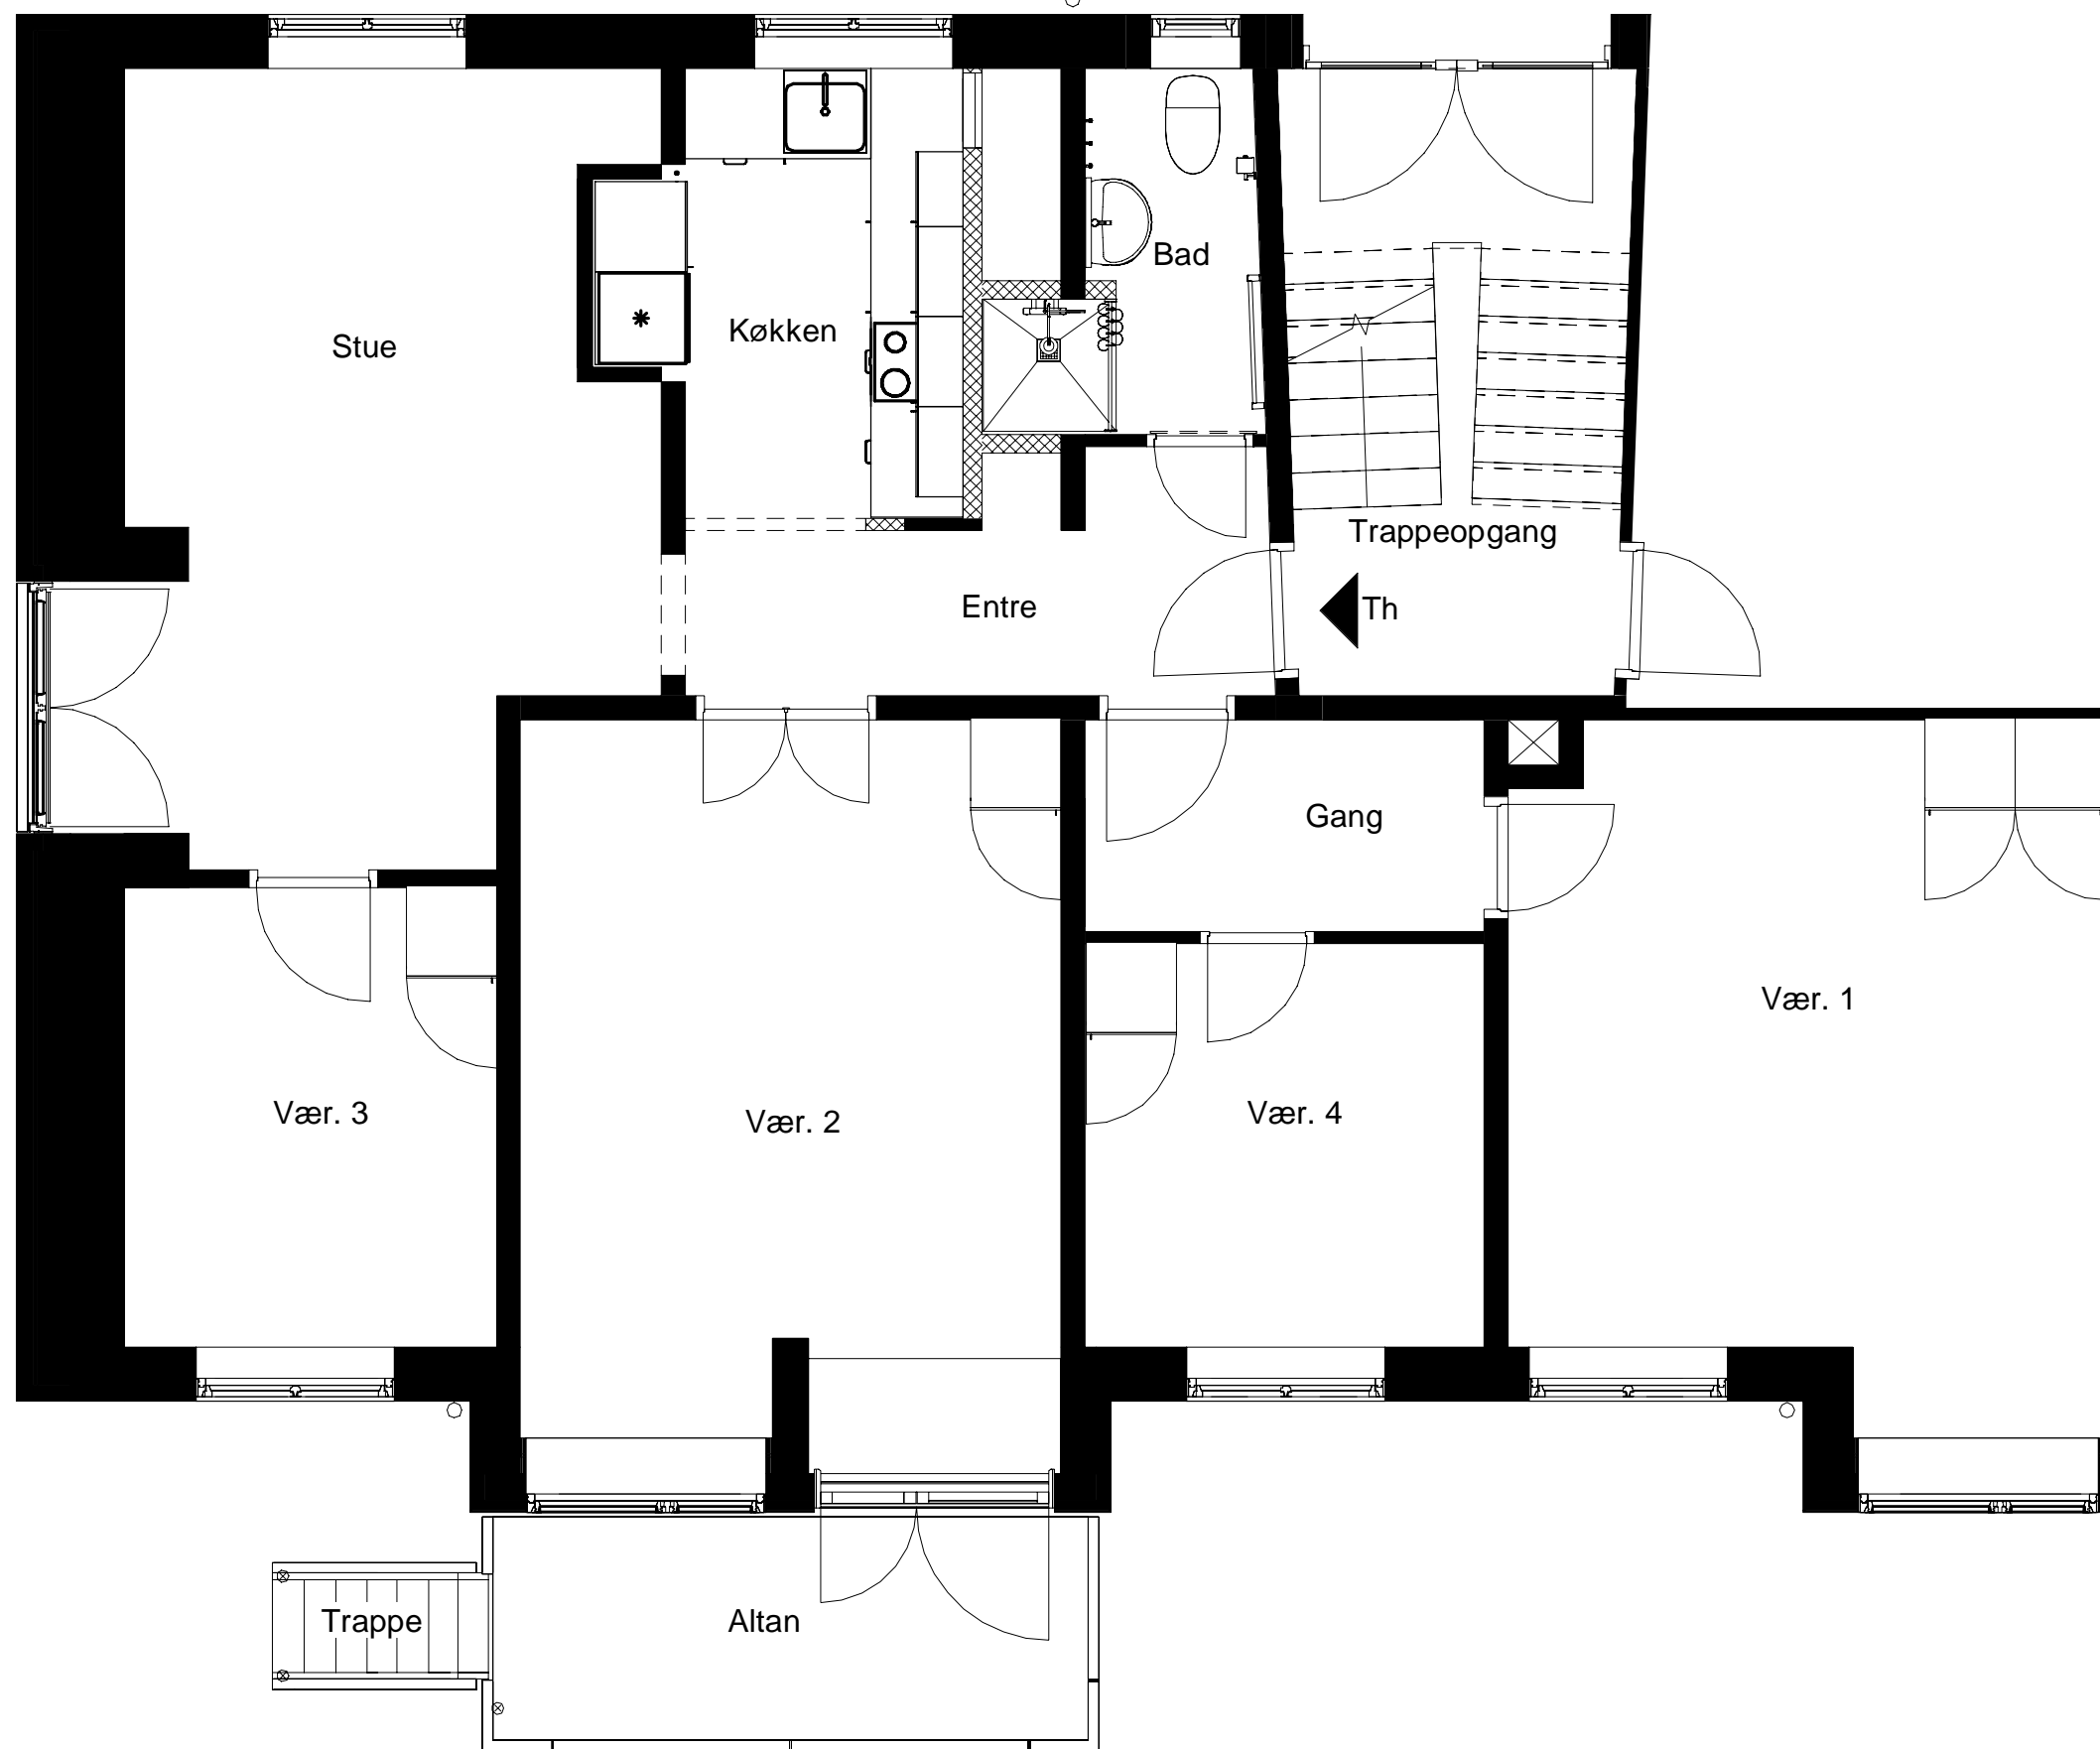 Bad
Køkken
Stue
Trappeopgang
Entre
Th
Gang
Vær. 1
Vær. 3
Vær. 2
Vær. 4
Trappe
Altan